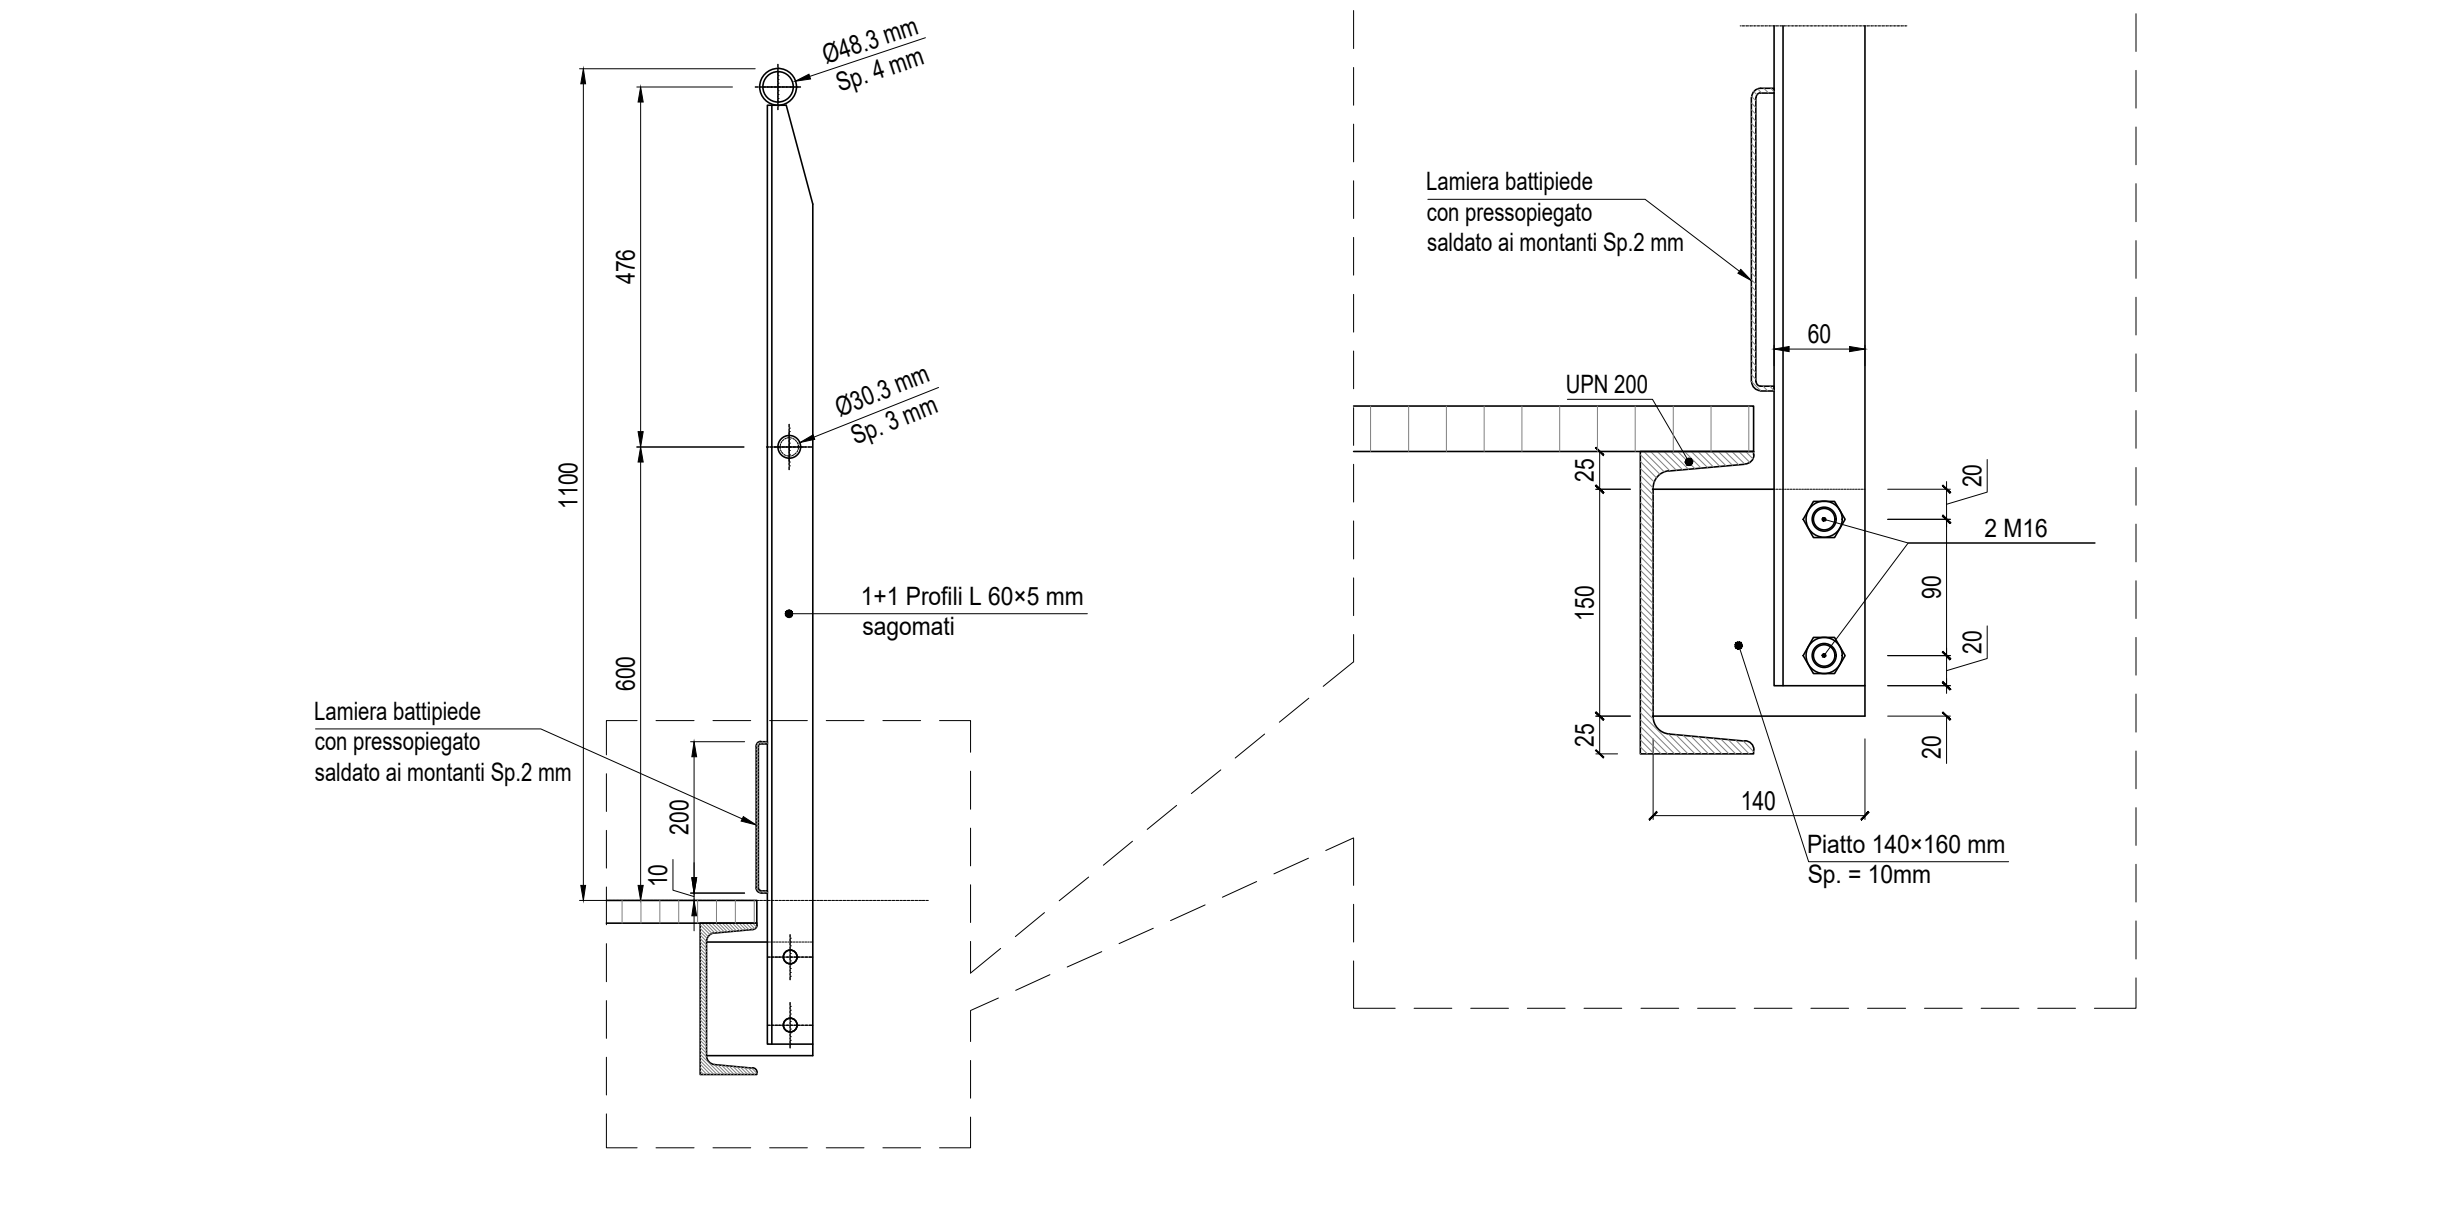 Ø48.3 mm
Sp. 4 mm
476
1100
Ø30.3 mm
Sp. 3 mm
1+1 Profili L 60×5 mm
sagomati
600
Lamiera battipiede
con pressopiegato
saldato ai montanti Sp.2 mm
200
10
Lamiera battipiede
con pressopiegato
saldato ai montanti Sp.2 mm
60
UPN 200
25
150
25
20
2 M16
90
20
20
140
Piatto 140×160 mm
Sp. = 10mm